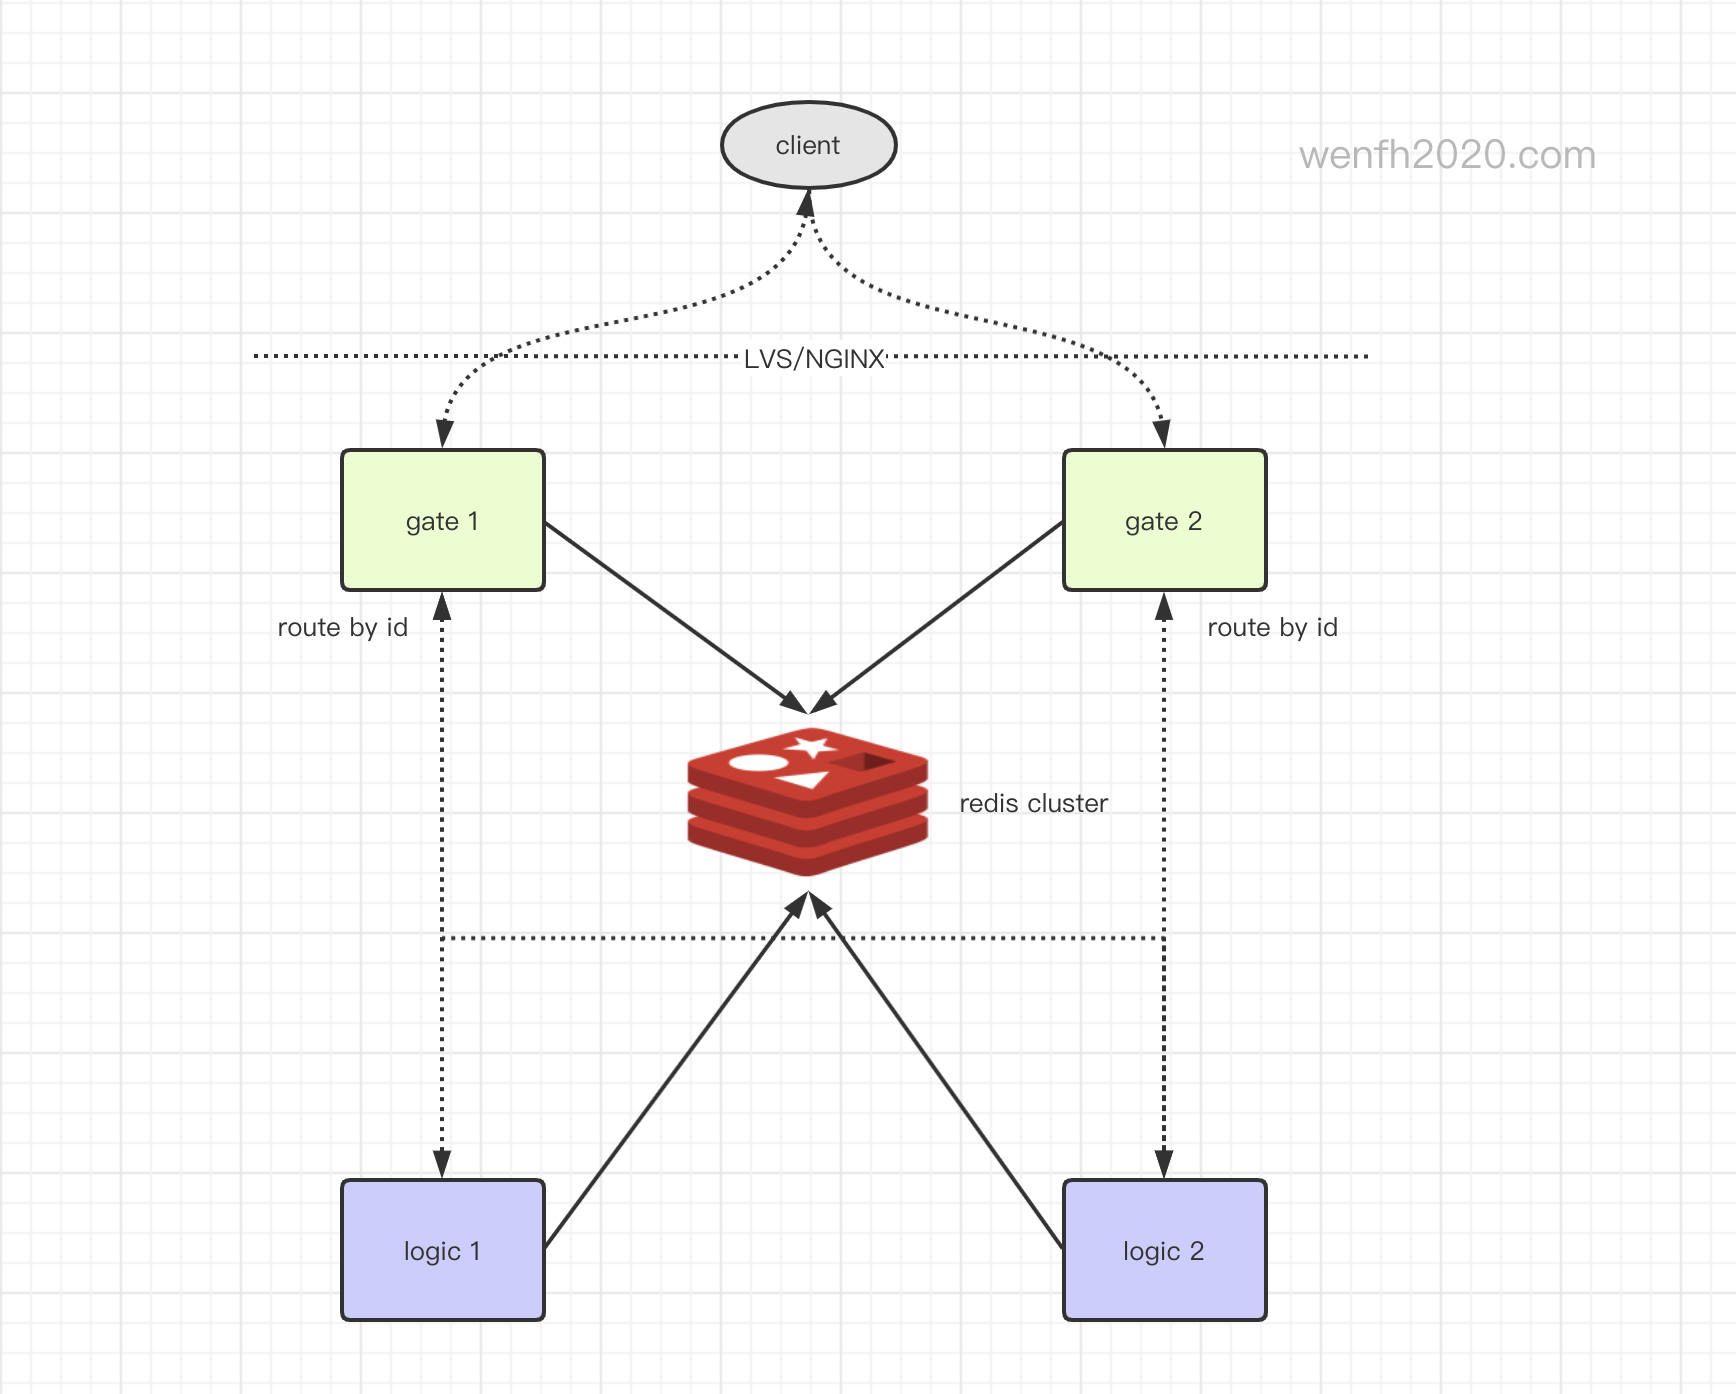 client
wenfh2020.com
LVS/NGINX
gate 1
gate 2
route by id
route by id
redis cluster
logic 1
logic 2